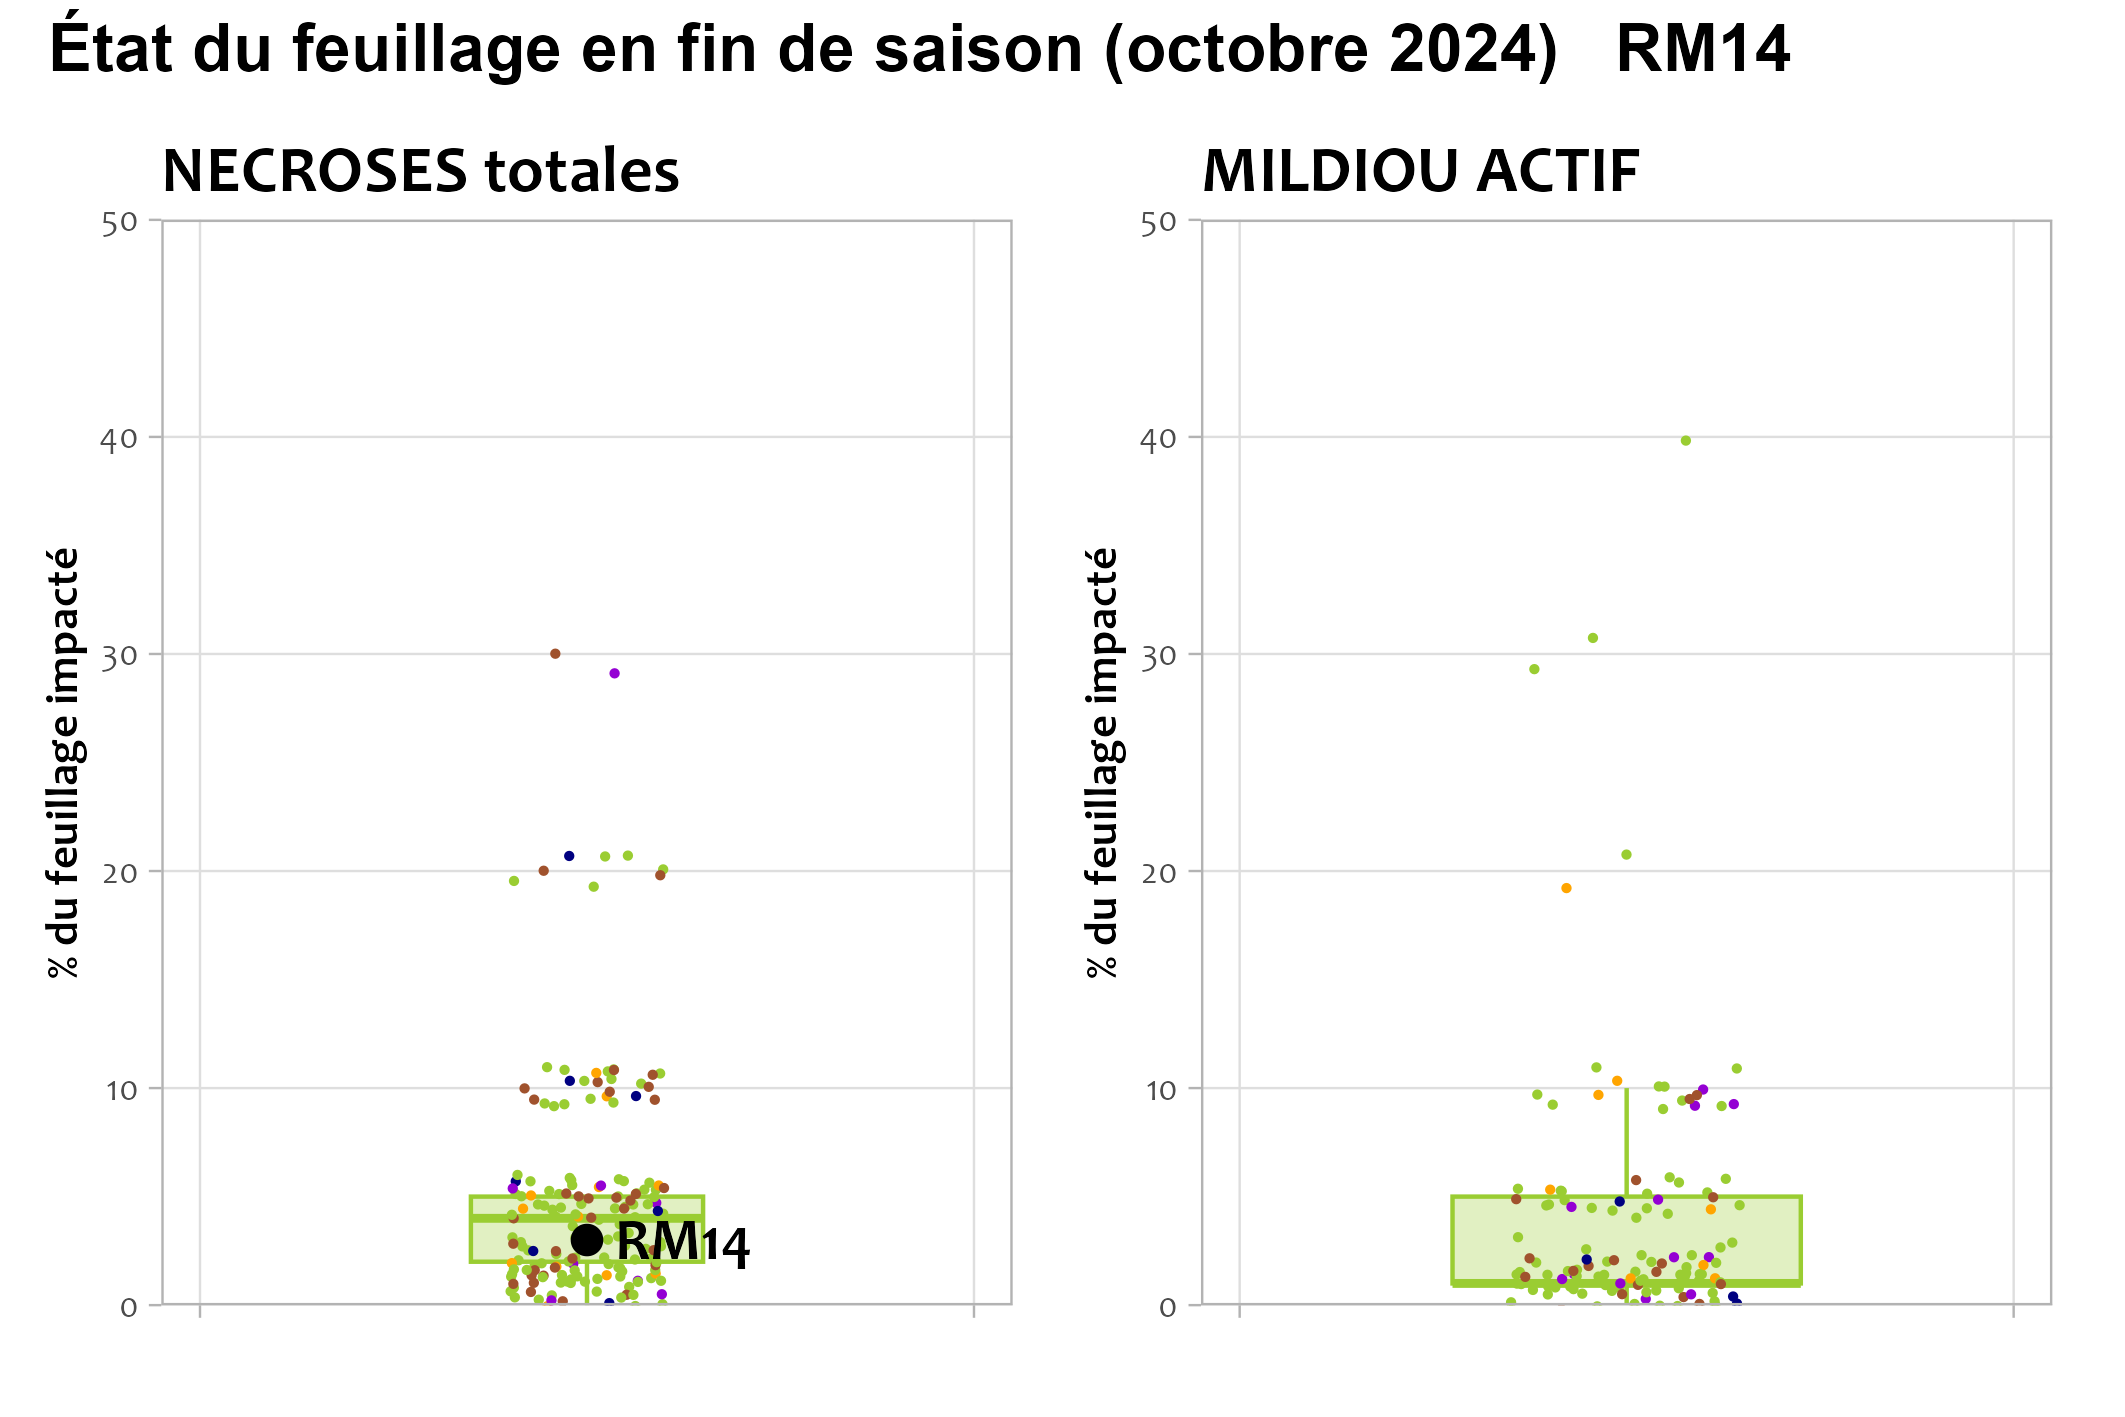 État du feuillage en fin de saison (octobre 2024) RM14
NECROSES totales
% du feuillage impacté
50
40
30
20
10
0
RM14
MILDIOU ACTIF
% du feuillage impacté
50
40
30
20
10
0